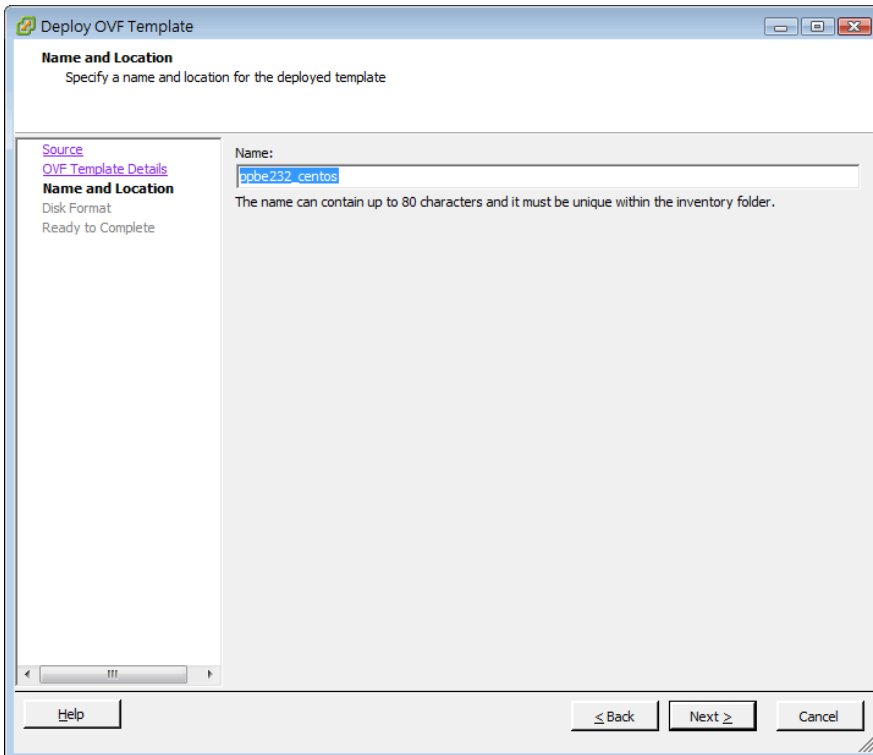 Deploy OVF Template
Name and Location
Specify a name and location for the deployed template
Source
OVF Template Details
Name and Location
Disk Format
Ready to Complete
Name:
ppbe232_centos
The name can contain up to 80 characters and it must be unique within the inventory folder.
Help
< Back
Next >
Cancel